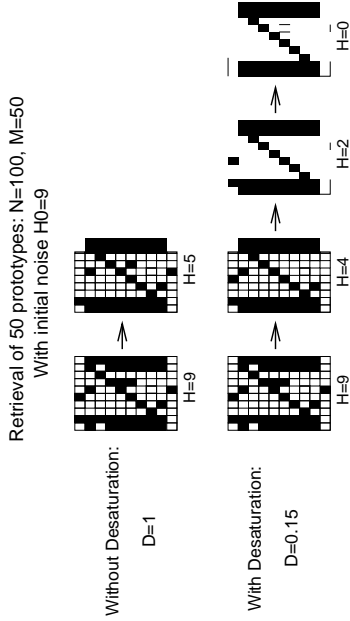 Retrieval of 50 prototypes: N=100, M=50
With initial noise H0=9
Without Desaturation:
D=1
H=9
H=5
With Desaturation:
D=0.15
H=9
H=4
H=2
H=0